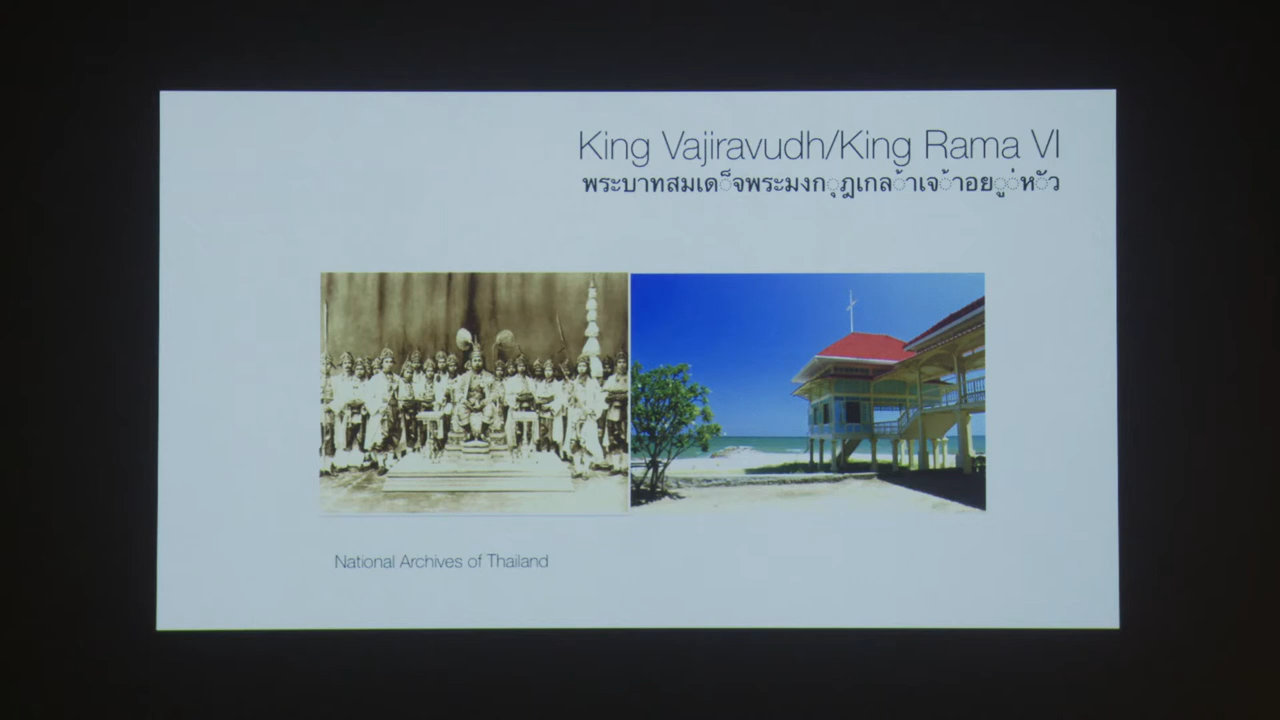 King Vajiravudh/King Rama VI
พระบาทสมเด็จพระมงกุฎเกล้าเจ้าอยู่หัว
National Archives of Thailand